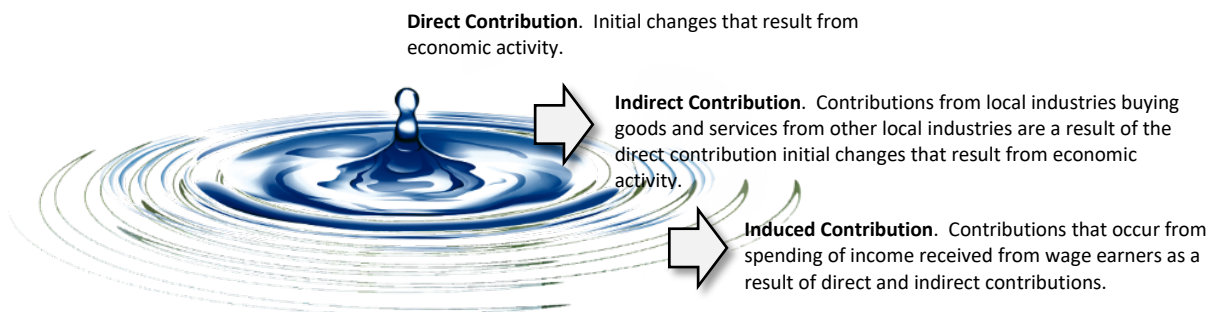 Direct Contribution.  Initial changes that result from
economic activity.
Indirect Contribution.  Contributions from local industries buying
goods and services from other local industries are a result of the
direct contribution initial changes that result from economic
activity.
Induced Contribution.  Contributions that occur from
spending of income received from wage earners as a
result of direct and indirect contributions.